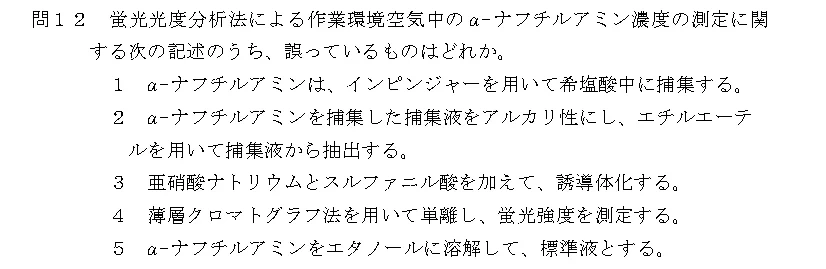 問１２　蛍光光度分析法による作業環境空気中のα-ナフチルアミン濃度の測定に関
する次の記述のうち、誤っているものはどれか。
１　α-ナフチルアミンは、インピンジャーを用いて希塩酸中に捕集する。
２　α-ナフチルアミンを捕集した捕集液をアルカリ性にし、エチルエーテ
ルを用いて捕集液から抽出する。
３　亜硝酸ナトリウムとスルファニル酸を加えて、誘導体化する。
４　薄層クロマトグラフ法を用いて単離し、蛍光強度を測定する。
５　α-ナフチルアミンをエタノールに溶解して、標準液とする。